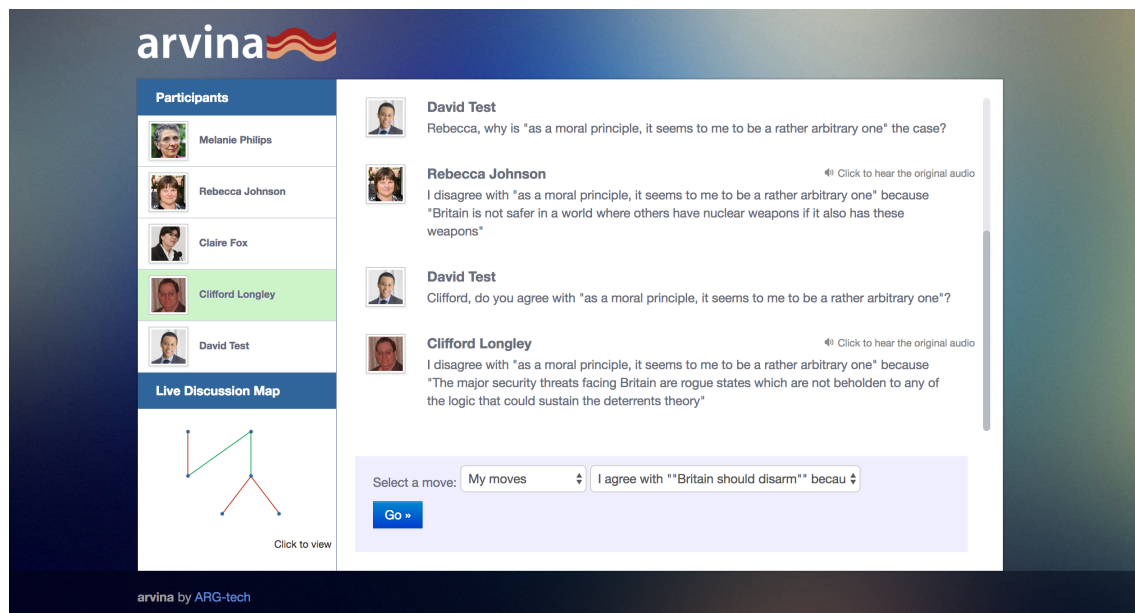 arvina
Participants
Melanie Philips
Rebecca Johnson
Claire Fox
Clifford Longley
David Test
Live Discussion Map
Click to view
David Test
Rebecca, why is "as a moral principle, it seems to me to be a rather arbitrary one" the case?
Rebecca Johnson
Click to hear the original audio
I disagree with "as a moral principle, it seems to me to be a rather arbitrary one" because
"Britain is not safer in a world where others have nuclear weapons if it also has these
weapons"
David Test
Clifford, do you agree with "as a moral principle, it seems to me to be a rather arbitrary one"?
Clifford Longley
Click to hear the original audio
I disagree with "as a moral principle, it seems to me to be a rather arbitrary one" because
"The major security threats facing Britain are rogue states which are not beholden to any of
the logic that could sustain the deterrents theory"
Select a move: My moves I agree with ""Britain should disarm"" becau
Go »
arvina by ARG-tech